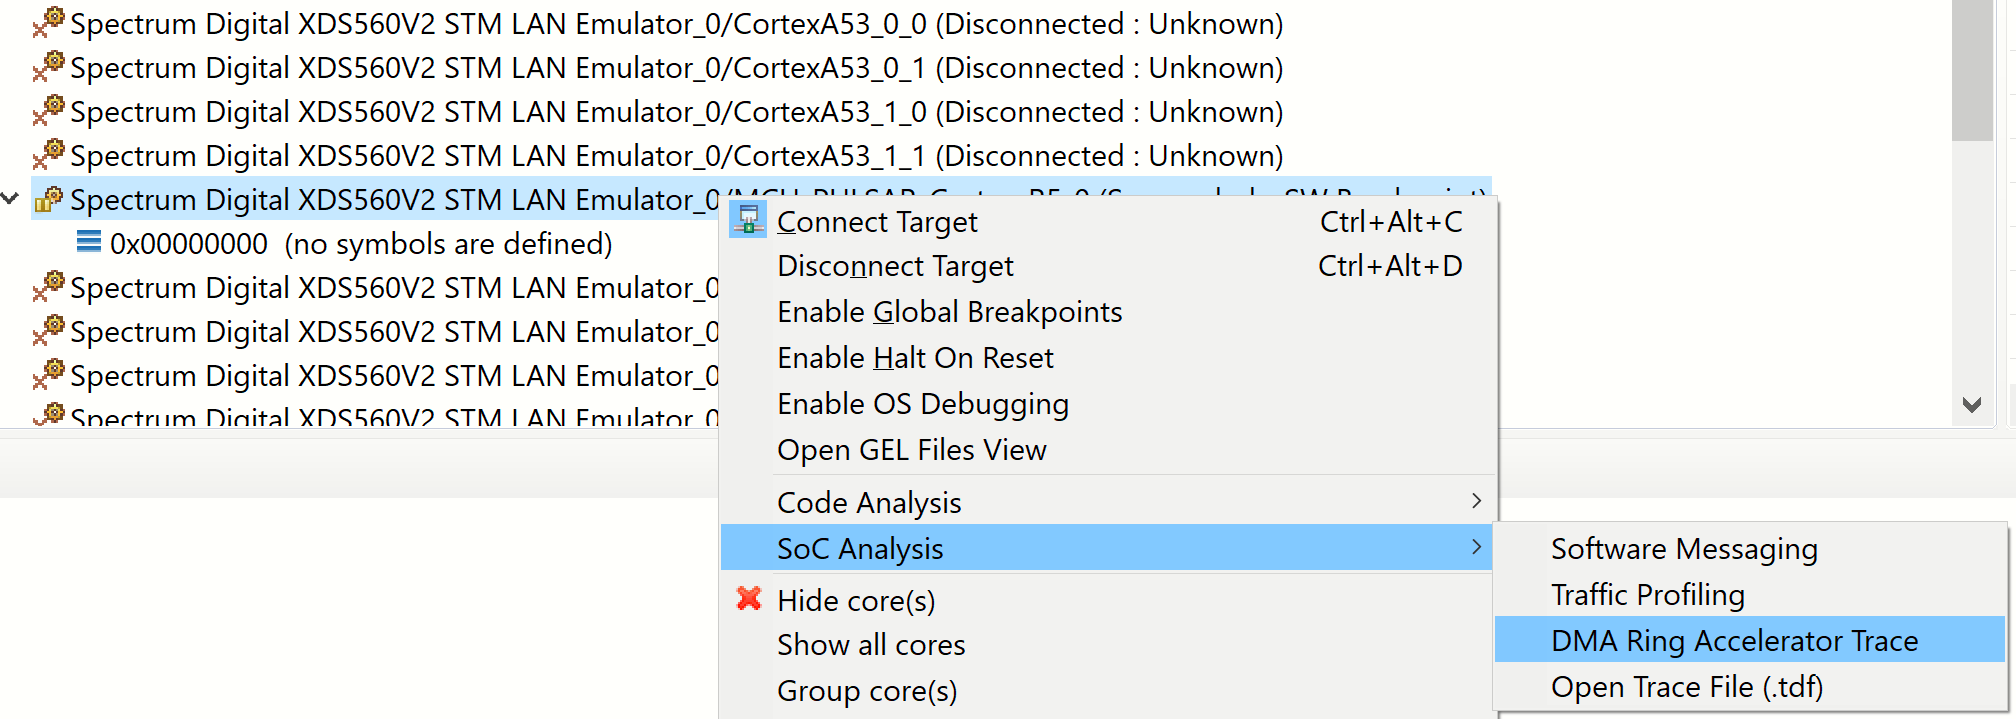 Spectrum Digital XDS560V2 STM LAN Emulator_0/CortexA53_0_0 (Disconnected : Unknown)
Spectrum Digital XDS560V2 STM LAN Emulator_0/CortexA53_0_1 (Disconnected : Unknown)
Spectrum Digital XDS560V2 STM LAN Emulator_0/CortexA53_1_0 (Disconnected : Unknown)
Spectrum Digital XDS560V2 STM LAN Emulator_0/CortexA53_1_1 (Disconnected : Unknown)
Spectrum Digital XDS560V2 STM LAN Emulator_0
0x00000000 (no symbols are defined)
Spectrum Digital XDS560V2 STM LAN Emulator_0
Spectrum Digital XDS560V2 STM LAN Emulator_0
Spectrum Digital XDS560V2 STM LAN Emulator_0
Spectrum Digital XDS560V2 STM LAN Emulator_0
Connect Target Ctrl+Alt+C
Disconnect Target Ctrl+Alt+D
Enable Global Breakpoints
Enable Halt On Reset
Enable OS Debugging
Open GEL Files View
Code Analysis
SoC Analysis
Hide core(s)
Show all cores
Group core(s)
Software Messaging
Traffic Profiling
DMA Ring Accelerator Trace
Open Trace File (.tdf)